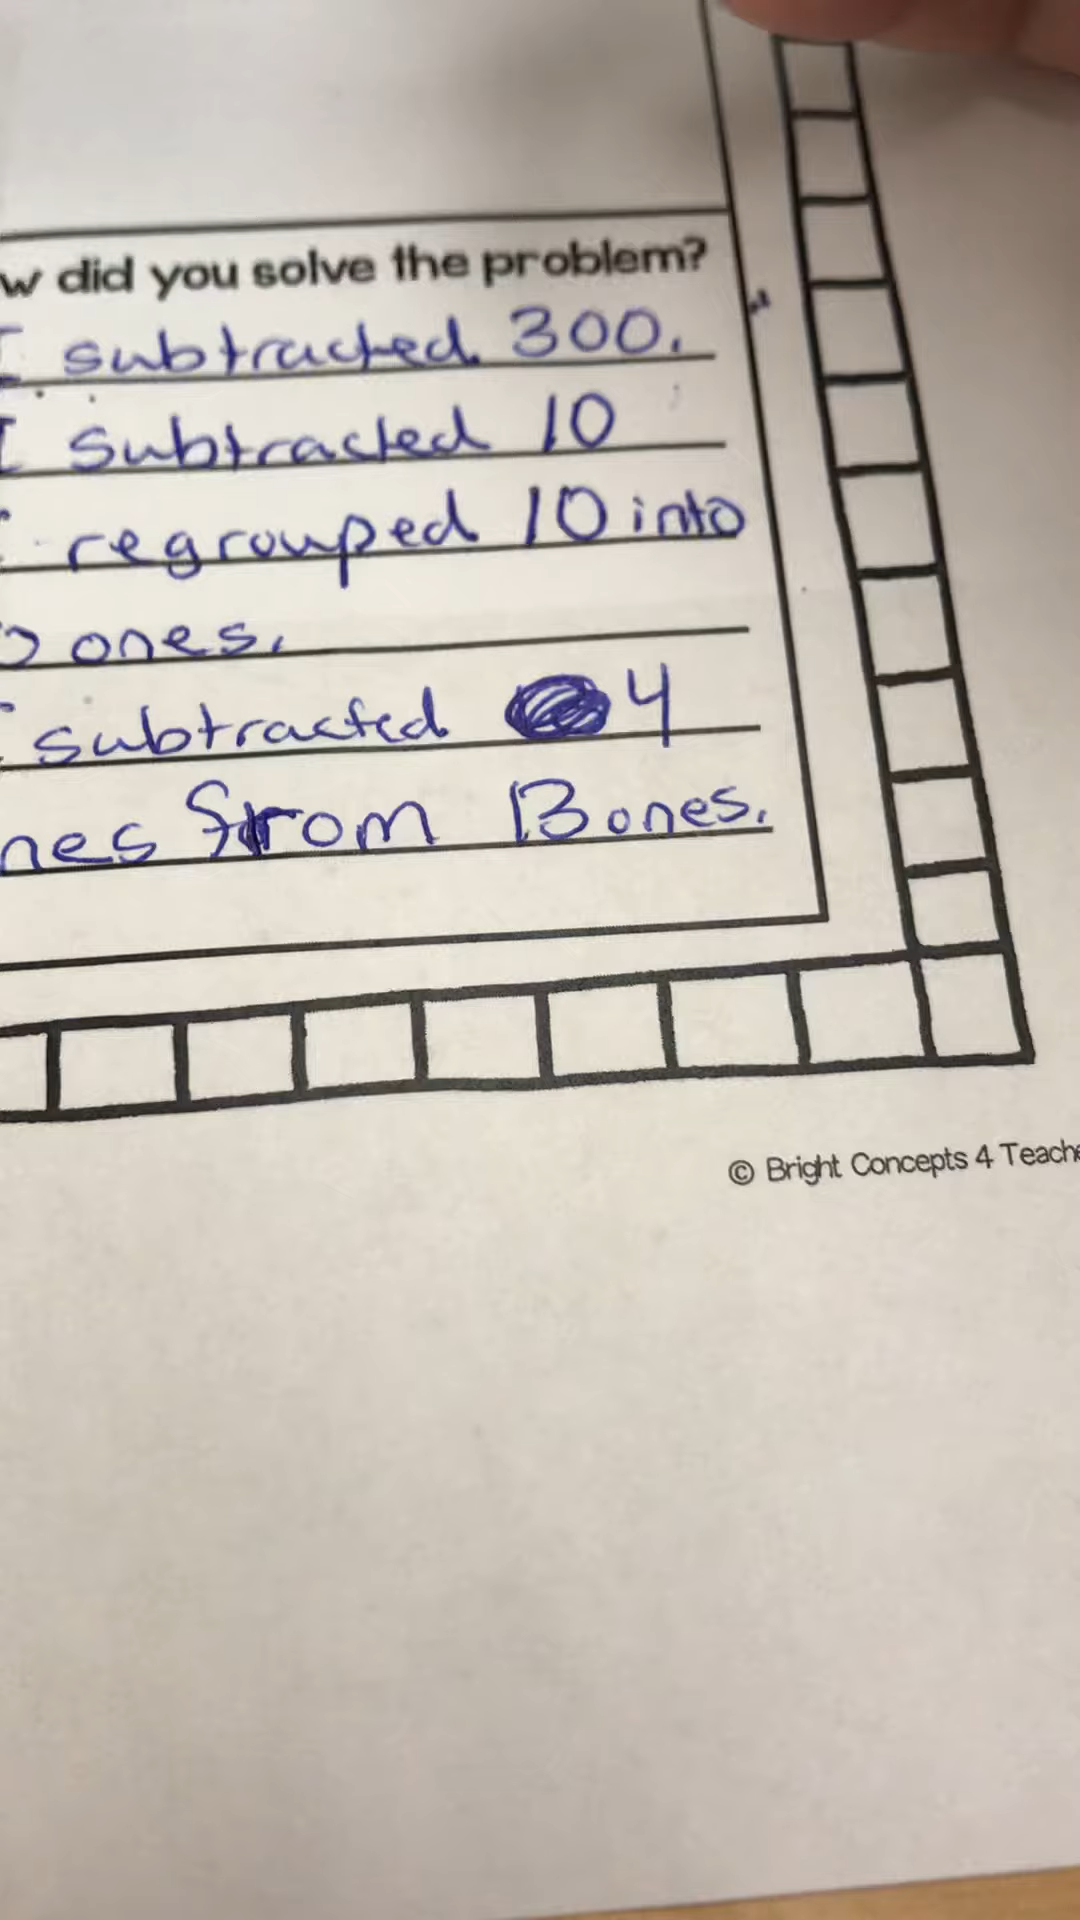 w did you solve the problem?
I subtracted 300.
I subtracted 10
I regrouped 10 into
ones.
I subtracted 4
nes from 13 ones.
© Bright Concepts 4 Teache